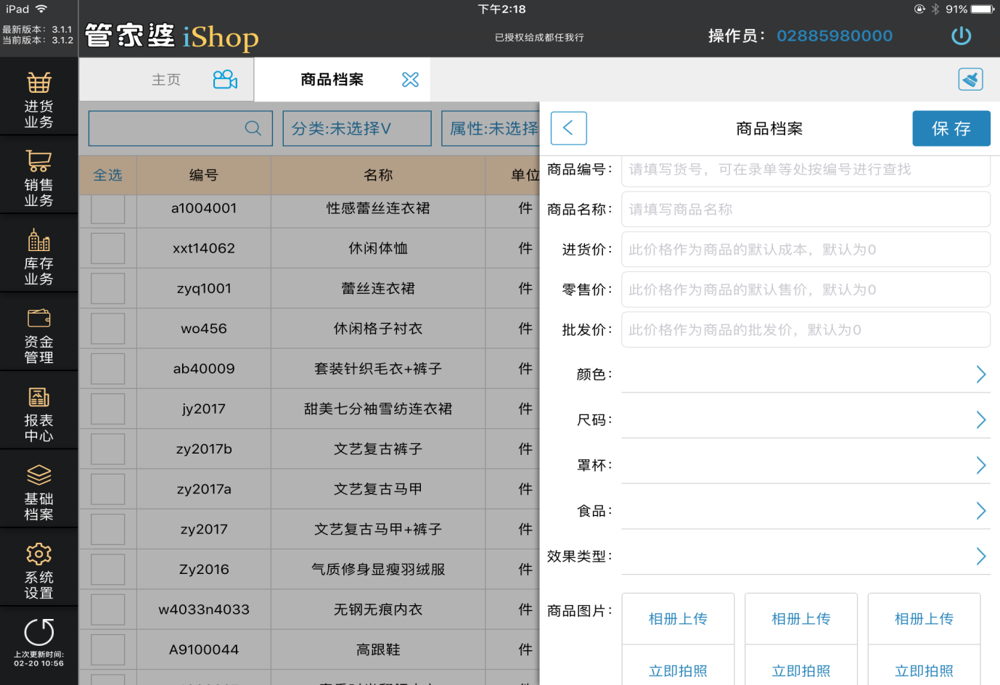 iPad
下午2:18
91%
最新版本：3.1.1
当前版本：3.1.2
管家婆 iShop
已授权给成都任我行
操作员：02885980000
主页
商品档案
进货
业务
销售
业务
库存
业务
资金
管理
报表
中心
基础
档案
系统
设置
上次更新时间:
02-20 10:56
分类:未选择V
属性:未选择
全选 编号 名称 单位
a1004001 性感蕾丝连衣裙 件
xxt14062 休闲体恤 件
zyq1001 蕾丝连衣裙 件
wo456 休闲格子衬衣 件
ab40009 套装针织毛衣+裤子 件
jy2017 甜美七分袖雪纺连衣裙 件
zy2017b 文艺复古裤子 件
zy2017a 文艺复古马甲 件
zy2017 文艺复古马甲+裤子 件
Zy2016 气质修身显瘦羽绒服 件
w4033n4033 无钢无痕内衣 件
A9100044 高跟鞋 件
商品档案
保存
商品编号： 请填写货号，可在录单等处按编号进行查找
商品名称： 请填写商品名称
进货价： 此价格作为商品的默认成本，默认为0
零售价： 此价格作为商品的默认售价，默认为0
批发价： 此价格作为商品的批发价，默认为0
颜色：
尺码：
罩杯：
食品：
效果类型：
商品图片：
相册上传 相册上传 相册上传
立即拍照 立即拍照 立即拍照